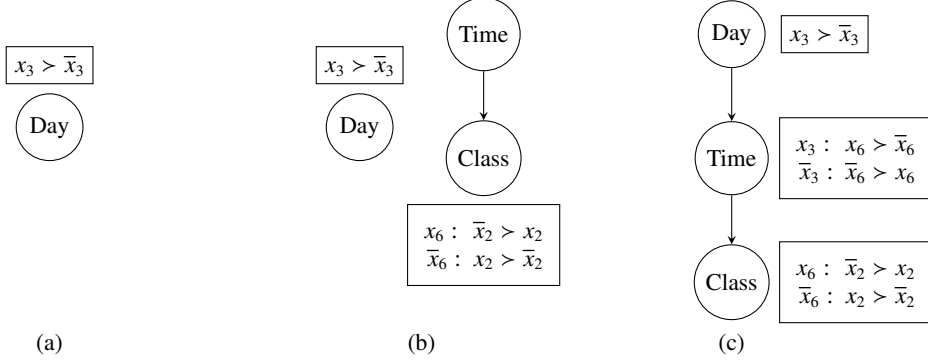 x₃ ≻ x̅₃
Day
(a)
Time
x₃ ≻ x̅₃
Day
Class
x₆ : x̅₂ ≻ x₂
x̅₆ : x₂ ≻ x̅₂
(b)
Day
x₃ ≻ x̅₃
Time
x₃ : x₆ ≻ x̅₆
x̅₃ : x̅₆ ≻ x₆
Class
x₆ : x̅₂ ≻ x₂
x̅₆ : x₂ ≻ x̅₂
(c)